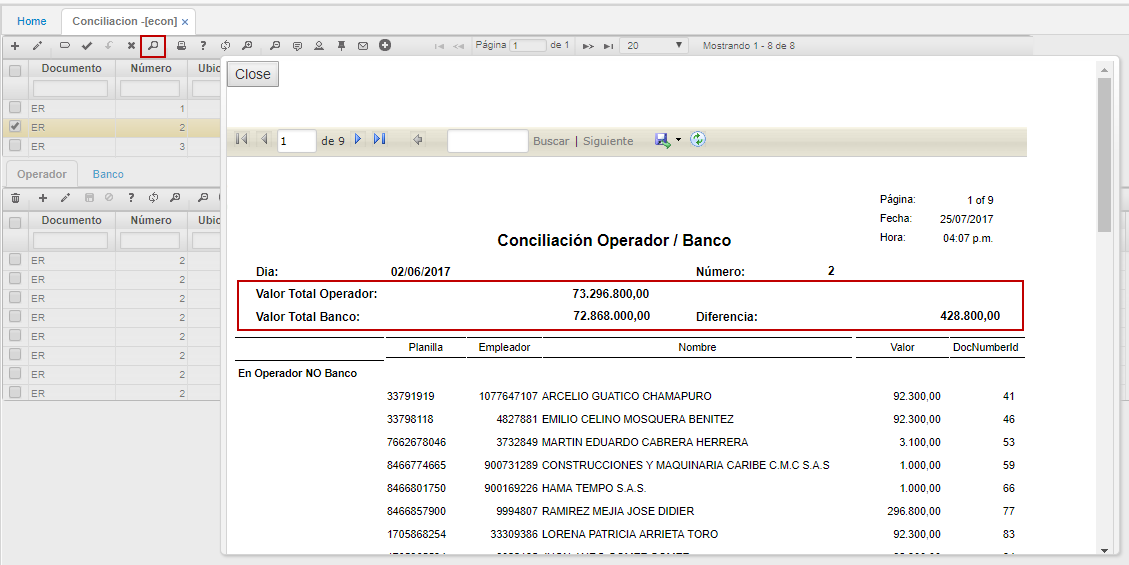 Home Conciliacion -[econ] ×
Página 1 de 1 20 Mostrando 1 - 8 de 8
Documento Número Ubic
ER 1
ER 2
ER 3
Operador Banco
Documento Número Ubic
ER 2
ER 2
ER 2
ER 2
ER 2
ER 2
ER 2
ER 2
Close
1 de 9 Buscar | Siguiente
Página: 1 of 9
Fecha: 25/07/2017
Hora: 04:07 p.m.
Conciliación Operador / Banco
Dia: 02/06/2017 Número: 2
Valor Total Operador: 73.296.800,00
Valor Total Banco: 72.868.000,00 Diferencia: 428.800,00
Planilla Empleador Nombre Valor DocNumberId
En Operador NO Banco
33791919 1077647107 ARCELIO GUATICO CHAMAPURO 92.300,00 41
33798118 4827881 EMILIO CELINO MOSQUERA BENITEZ 92.300,00 46
7662678046 3732849 MARTIN EDUARDO CABRERA HERRERA 3.100,00 53
8466774665 900731289 CONSTRUCCIONES Y MAQUINARIA CARIBE C.M.C S.A.S 1.000,00 59
8466801750 900169226 HAMA TEMPO S.A.S. 1.000,00 66
8466857900 9994807 RAMIREZ MEJIA JOSE DIDIER 296.800,00 77
1705868254 33309386 LORENA PATRICIA ARRIETA TORO 92.300,00 83